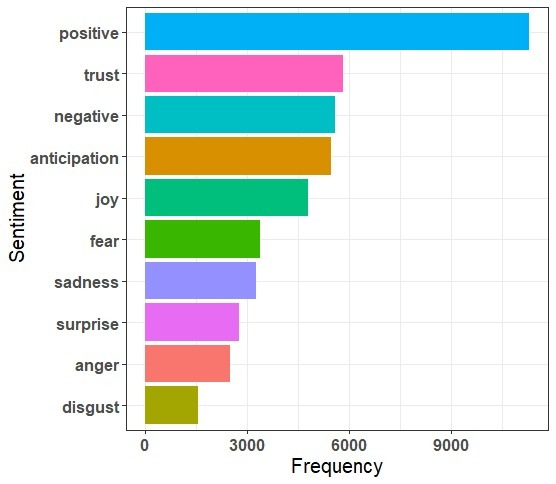 positive
trust
negative
anticipation
joy
fear
sadness
surprise
anger
disgust
Sentiment
0 3000 6000 9000
Frequency